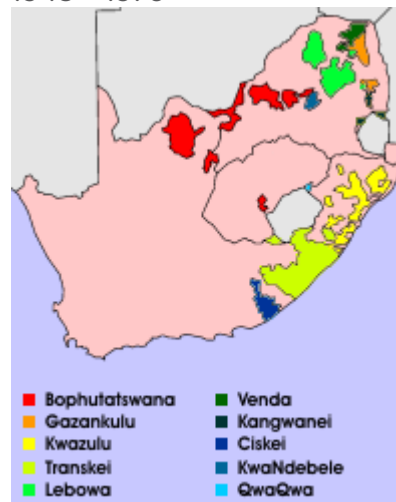 Bophutatswana
Gazankulu
Kwazulu
Transkei
Lebowa
Venda
Kangwanei
Ciskei
KwaNdebele
QwaQwa